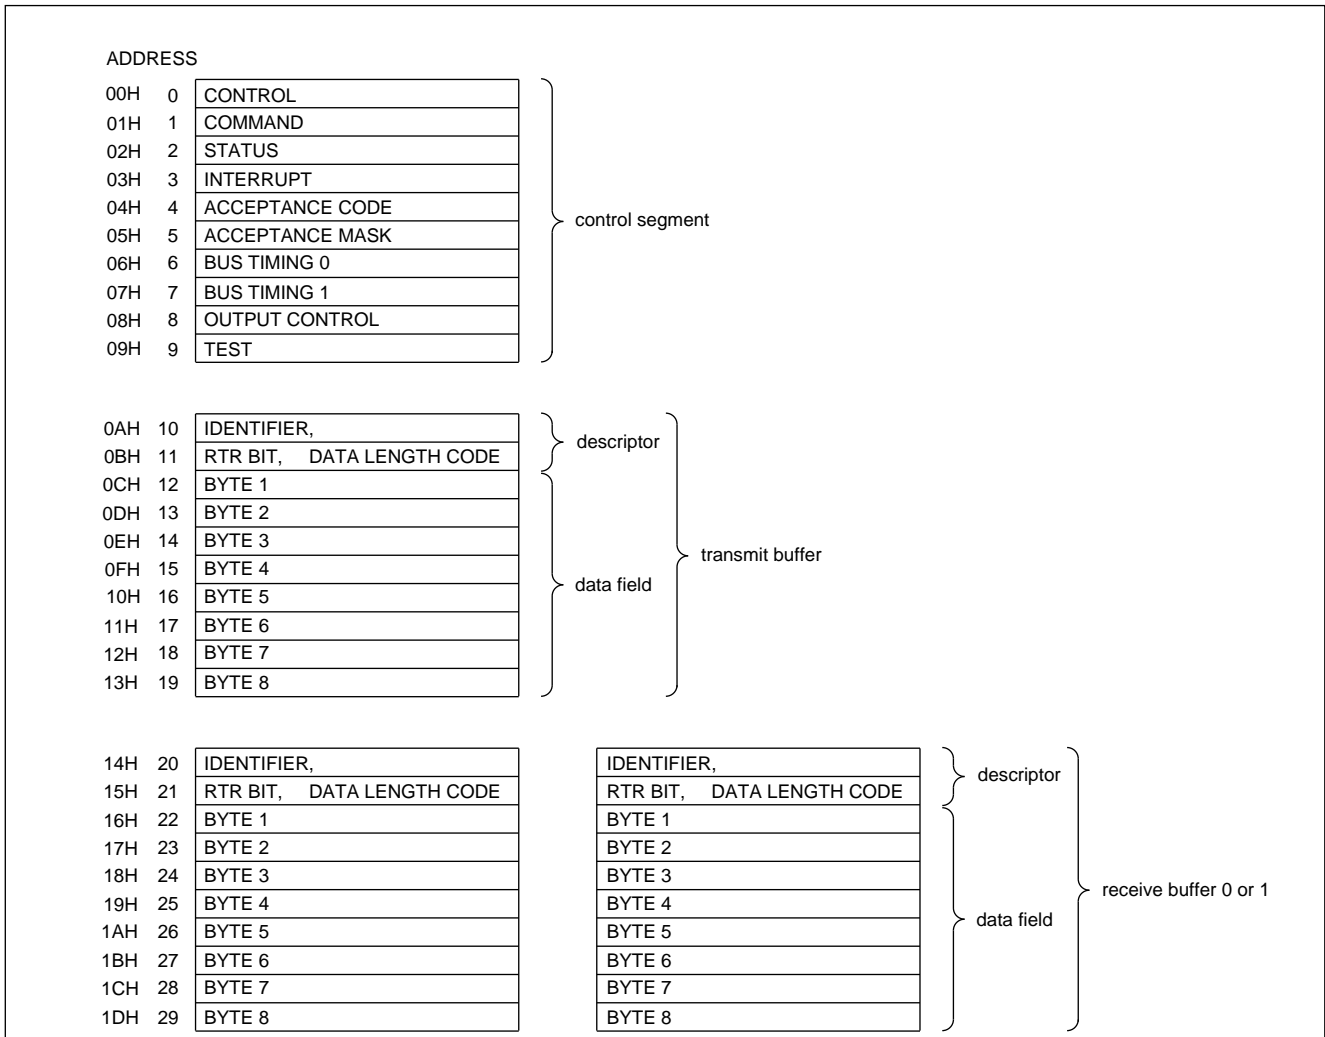 ADDRESS
00H 0 CONTROL
01H 1 COMMAND
02H 2 STATUS
03H 3 INTERRUPT
04H 4 ACCEPTANCE CODE
05H 5 ACCEPTANCE MASK
06H 6 BUS TIMING 0
07H 7 BUS TIMING 1
08H 8 OUTPUT CONTROL
09H 9 TEST
control segment
0AH 10 IDENTIFIER,
0BH 11 RTR BIT, DATA LENGTH CODE
0CH 12 BYTE 1
0DH 13 BYTE 2
0EH 14 BYTE 3
0FH 15 BYTE 4
10H 16 BYTE 5
11H 17 BYTE 6
12H 18 BYTE 7
13H 19 BYTE 8
descriptor
data field
transmit buffer
14H 20 IDENTIFIER, IDENTIFIER,
15H 21 RTR BIT, DATA LENGTH CODE RTR BIT, DATA LENGTH CODE
16H 22 BYTE 1 BYTE 1
17H 23 BYTE 2 BYTE 2
18H 24 BYTE 3 BYTE 3
19H 25 BYTE 4 BYTE 4
1AH 26 BYTE 5 BYTE 5
1BH 27 BYTE 6 BYTE 6
1CH 28 BYTE 7 BYTE 7
1DH 29 BYTE 8 BYTE 8
descriptor
data field
receive buffer 0 or 1